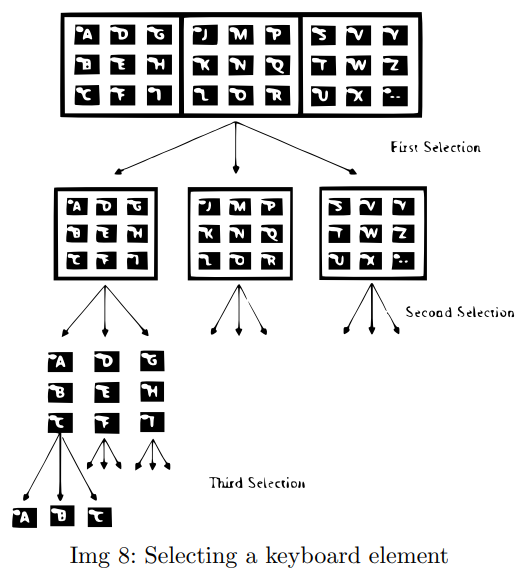 A D G J M P S V Y
B E H K N Q T W Z
C F I L O R U X --
First Selection
A D G J M P S V Y
B E H K N Q T W Z
C F I L O R U X --
Second Selection
A D G
B E H
C F I
Third Selection
A B C
Img 8: Selecting a keyboard element